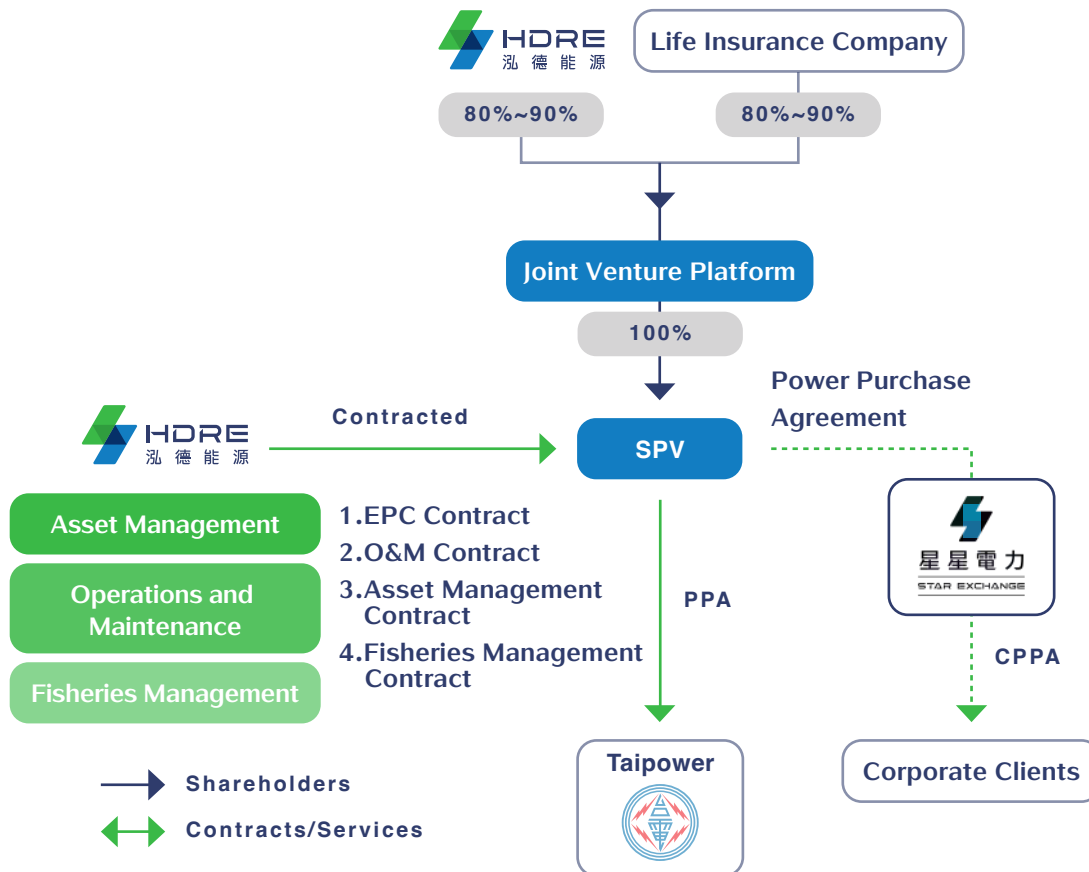 HDRE
泓德能源
Life Insurance Company
80%~90%
80%~90%
Joint Venture Platform
100%
Power Purchase
Agreement
HDRE
泓德能源
Contracted
SPV
Asset Management
Operations and
Maintenance
Fisheries Management
1.EPC Contract
2.O&M Contract
3.Asset Management
Contract
4.Fisheries Management
Contract
PPA
星星電力
STAR EXCHANGE
CPPA
Taipower
Corporate Clients
Shareholders
Contracts/Services